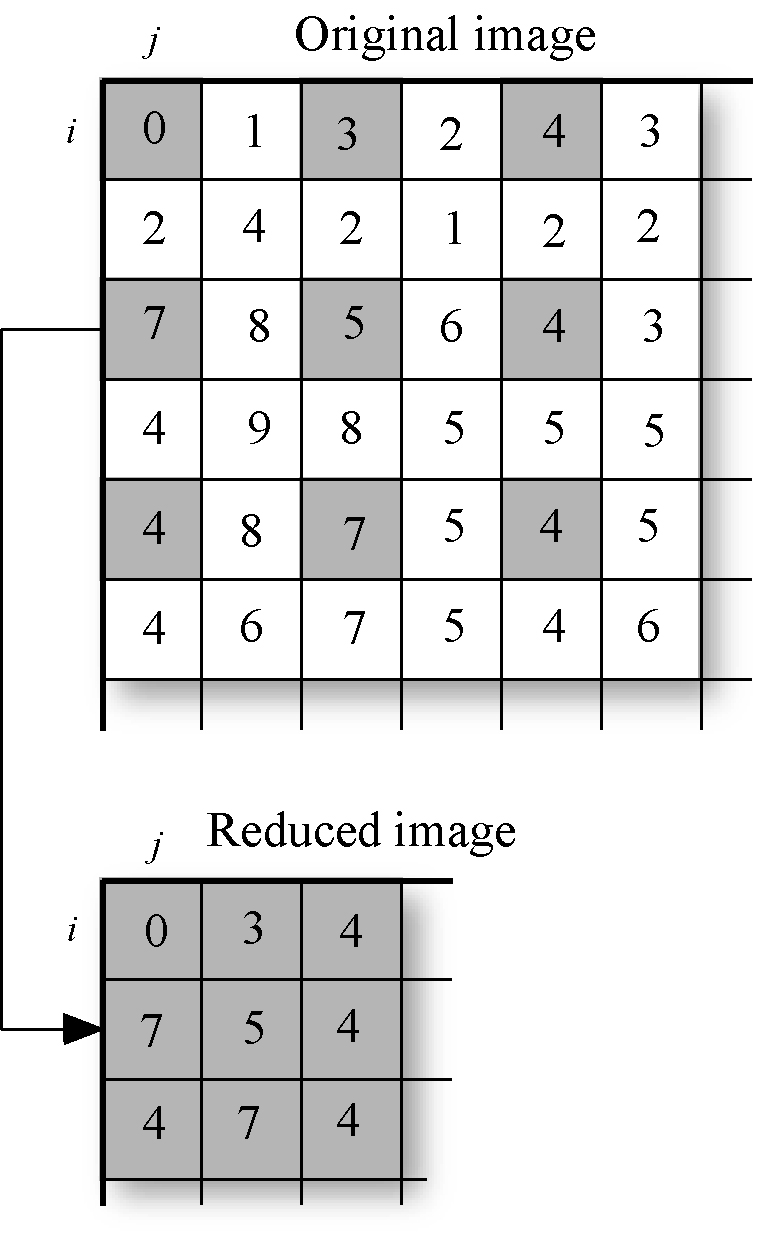 j Original image
i 0 1 3 2 4 3
2 4 2 1 2 2
7 8 5 6 4 3
4 9 8 5 5 5
4 8 7 5 4 5
4 6 7 5 4 6
j Reduced image
i 0 3 4
7 5 4
4 7 4